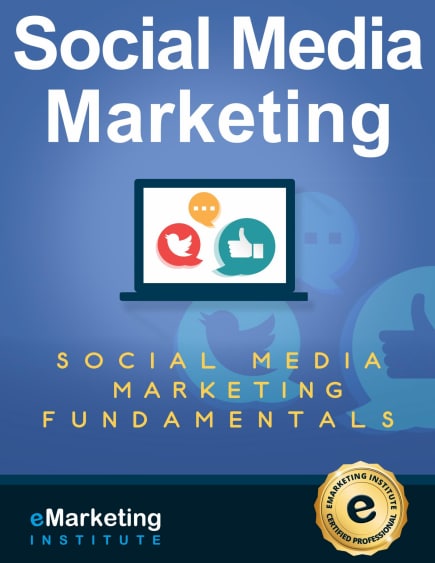 Social Media
Marketing
SOCIAL MEDIA
MARKETING
FUNDAMENTALS
eMarketing
INSTITUTE
EMARKETING INSTITUTE
e
CERTIFIED PROFESSIONAL